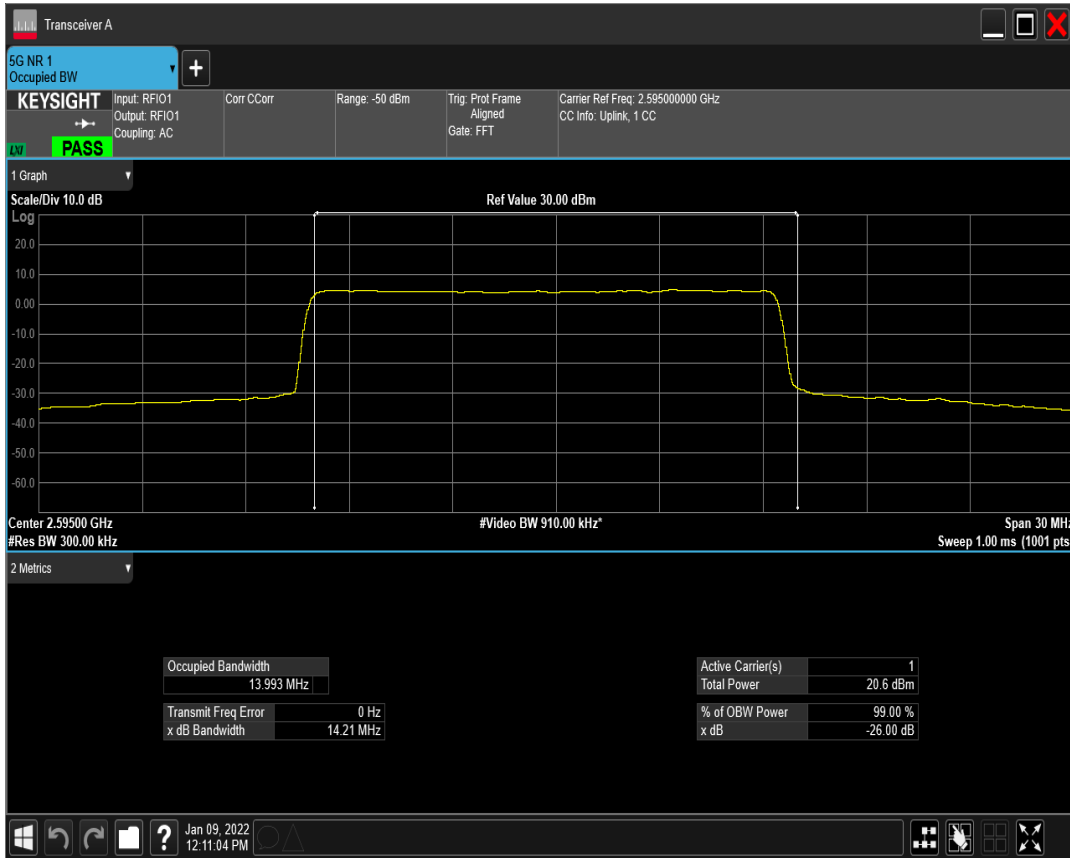 Transceiver A
5G NR 1
Occupied BW
KEYSIGHT
LXI
PASS
Input: RFIO1
Output: RFIO1
Coupling: AC
Corr CCorr
Range: -50 dBm
Trig: Prot Frame
Aligned
Gate: FFT
Carrier Ref Freq: 2.595000000 GHz
CC Info: Uplink, 1 CC
1 Graph
Scale/Div 10.0 dB
Ref Value 30.00 dBm
Log
20.0
10.0
0.00
-10.0
-20.0
-30.0
-40.0
-50.0
-60.0
Center 2.59500 GHz
#Video BW 910.00 kHz*
Span 30 MHz
#Res BW 300.00 kHz
Sweep 1.00 ms (1001 pts
2 Metrics
Occupied Bandwidth
13.993 MHz
Transmit Freq Error 0 Hz
x dB Bandwidth 14.21 MHz
Active Carrier(s) 1
Total Power 20.6 dBm
% of OBW Power 99.00 %
x dB -26.00 dB
?
Jan 09, 2022
12:11:04 PM